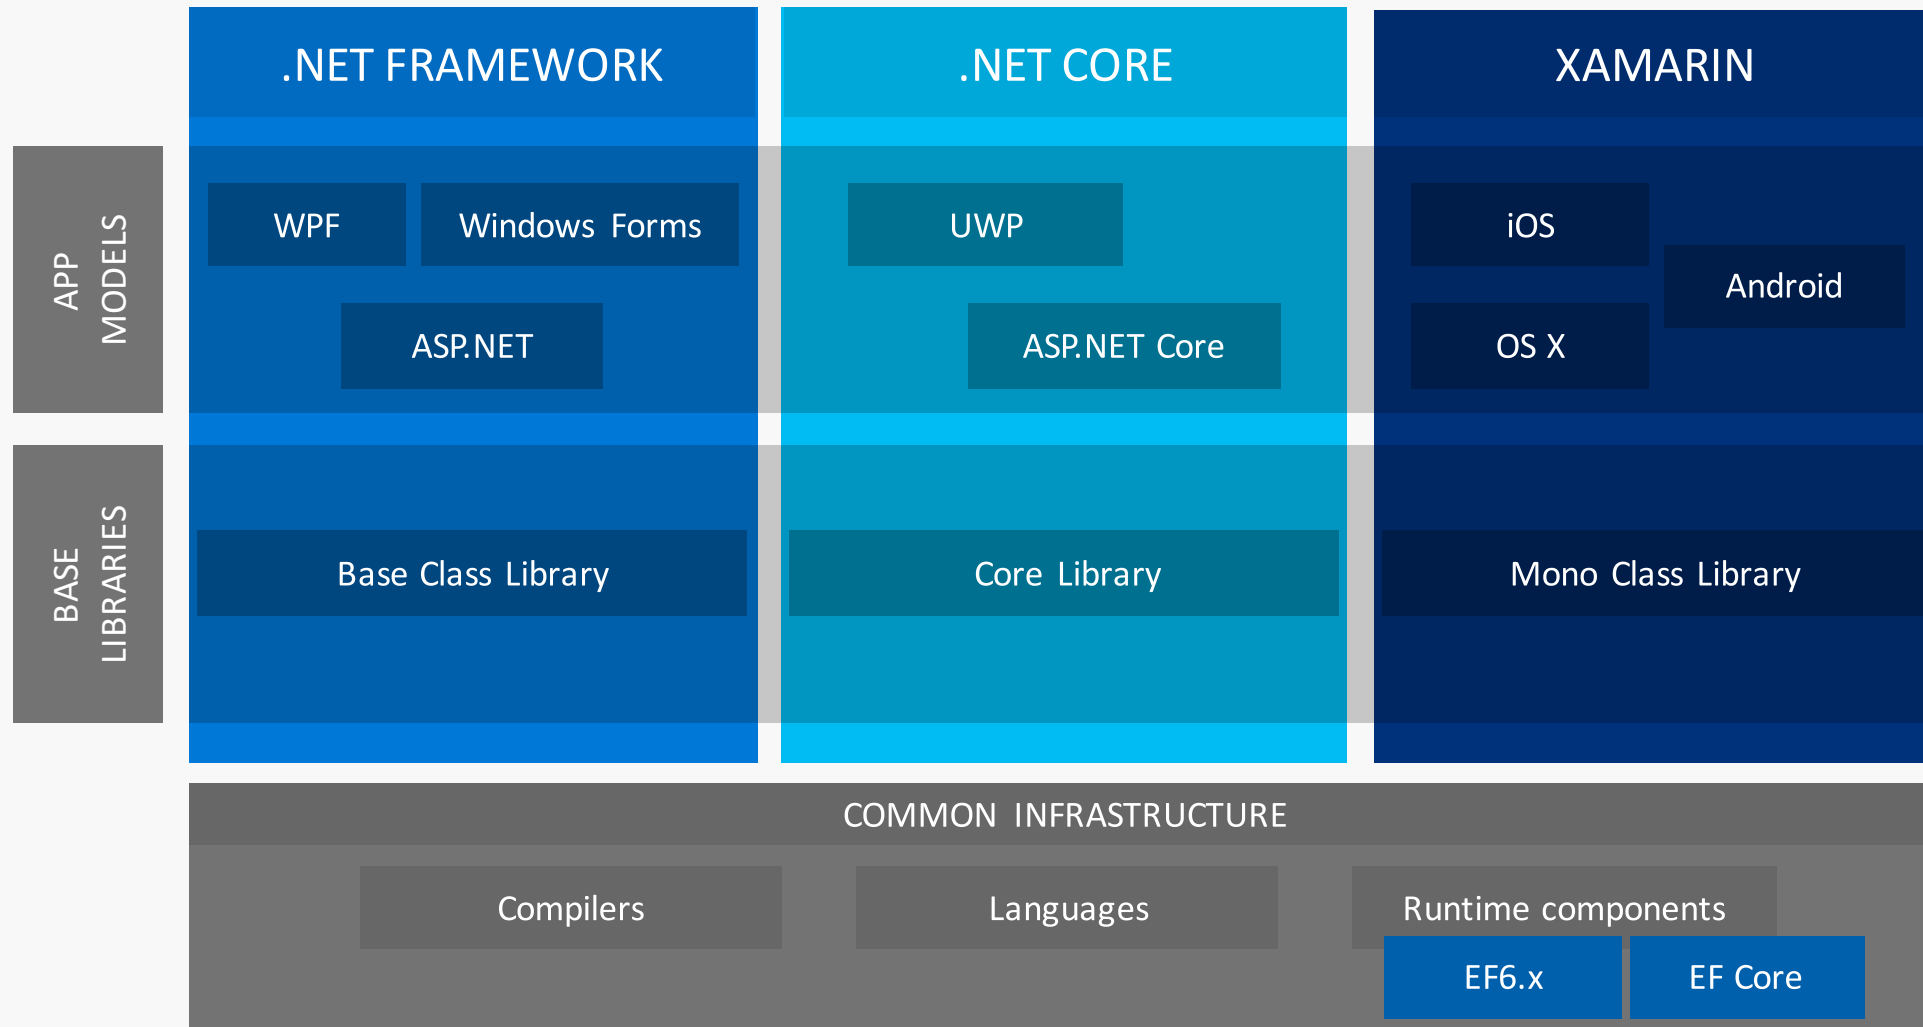 .NET FRAMEWORK
.NET CORE
XAMARIN
APP
MODELS
WPF
Windows Forms
ASP.NET
UWP
ASP.NET Core
iOS
Android
OS X
BASE
LIBRARIES
Base Class Library
Core Library
Mono Class Library
COMMON INFRASTRUCTURE
Compilers
Languages
Runtime components
EF6.x
EF Core